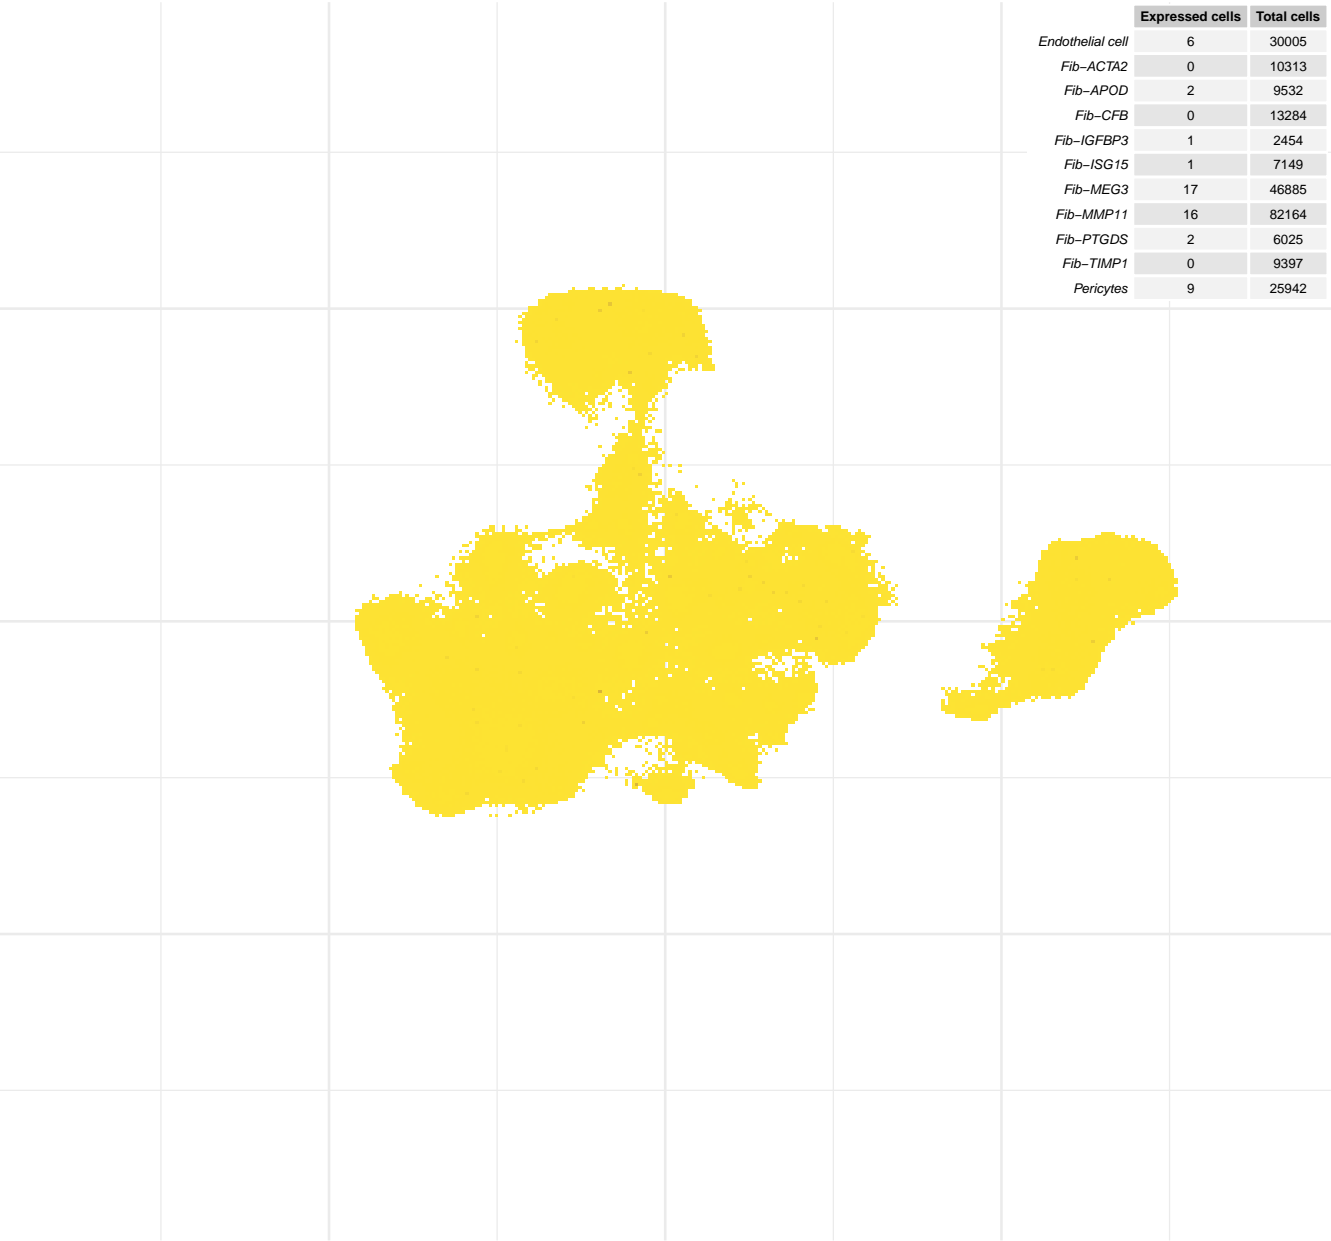 Expressed cells Total cells
Endothelial cell 6 30005
Fib−ACTA2 0 10313
Fib−APOD 2 9532
Fib−CFB 0 13284
Fib−IGFBP3 1 2454
Fib−ISG15 1 7149
Fib−MEG3 17 46885
Fib−MMP11 16 82164
Fib−PTGDS 2 6025
Fib−TIMP1 0 9397
Pericytes 9 25942